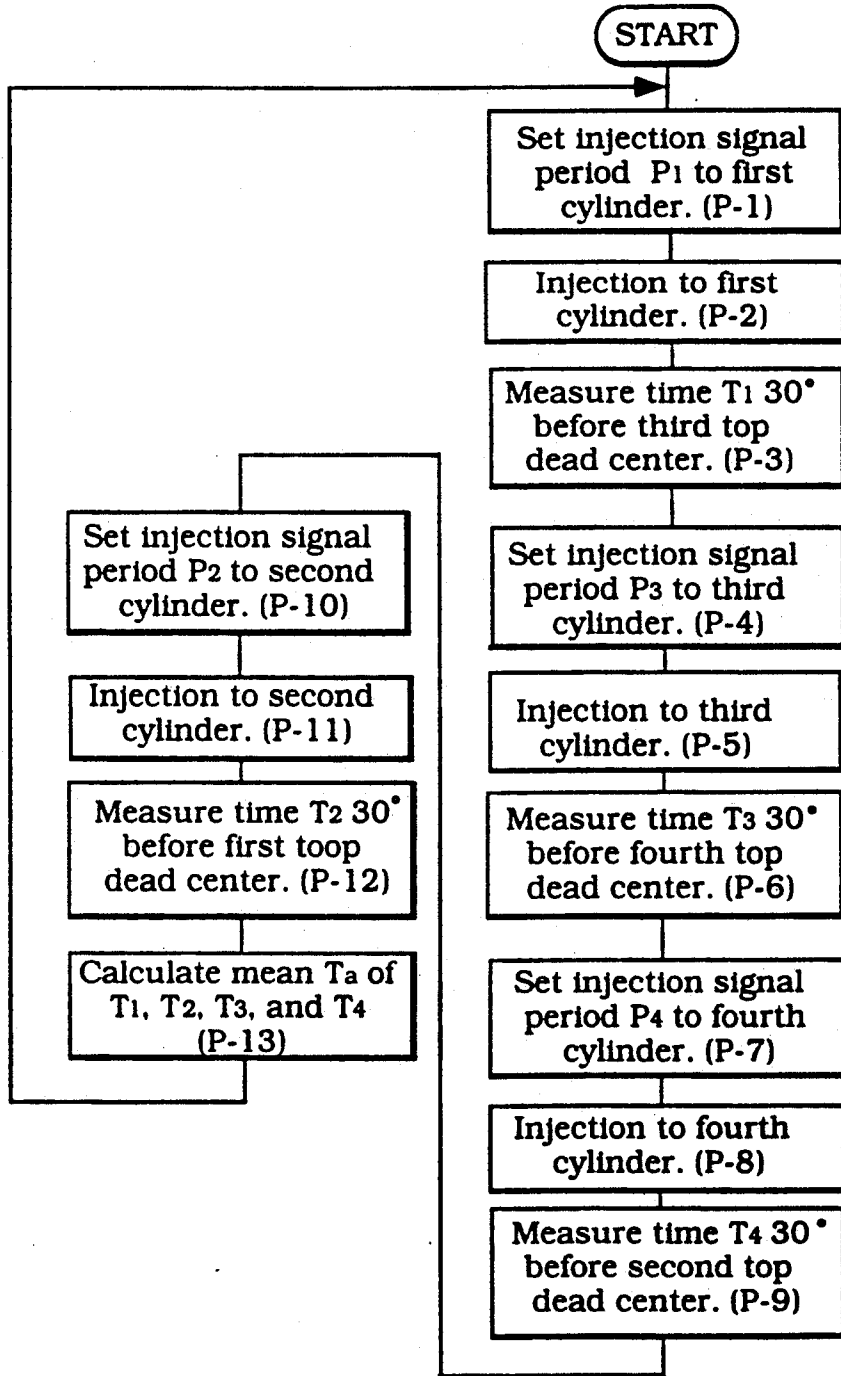 START
Set injection signal
period P1 to first
cylinder. (P-1)
Injection to first
cylinder. (P-2)
Measure time T1 30°
before third top
dead center. (P-3)
Set injection signal
period P3 to third
cylinder. (P-4)
Injection to third
cylinder. (P-5)
Measure time T3 30°
before fourth top
dead center. (P-6)
Set injection signal
period P4 to fourth
cylinder. (P-7)
Injection to fourth
cylinder. (P-8)
Measure time T4 30°
before second top
dead center. (P-9)
Set injection signal
period P2 to second
cylinder. (P-10)
Injection to second
cylinder. (P-11)
Measure time T2 30°
before first toop
dead center. (P-12)
Calculate mean Ta of
T1, T2, T3, and T4
(P-13)